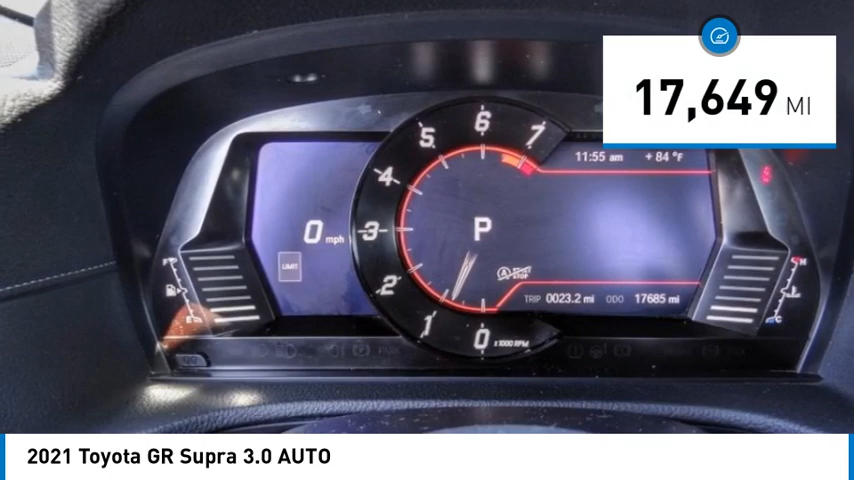 17,649 MI
7
6
5
4
3
2
1
0 x1000 RPM
11:55 am +84 °F
0 mph
P
LIMIT
A
STOP
TRIP 0023.2 mi ODO 17685 mi
F
E
H
C
2021 Toyota GR Supra 3.0 AUTO